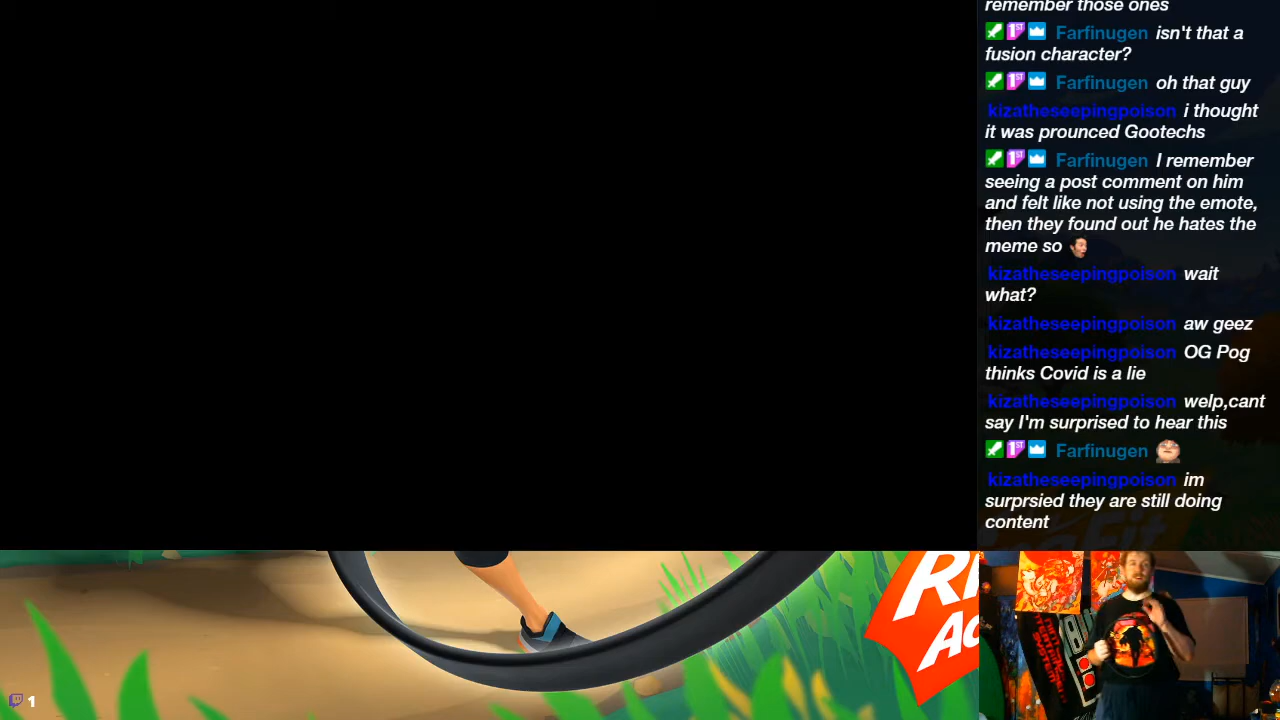 remember those ones
Farfinugen isn't that a
fusion character?
Farfinugen oh that guy
kizatheseepingpoison i thought
it was prounced Gootechs
Farfinugen I remember
seeing a post comment on him
and felt like not using the emote,
then they found out he hates the
meme so
kizatheseepingpoison wait
what?
kizatheseepingpoison aw geez
kizatheseepingpoison OG Pog
thinks Covid is a lie
kizatheseepingpoison welp,cant
say I'm surprised to hear this
Farfinugen
kizatheseepingpoison im
surprsied they are still doing
content
1